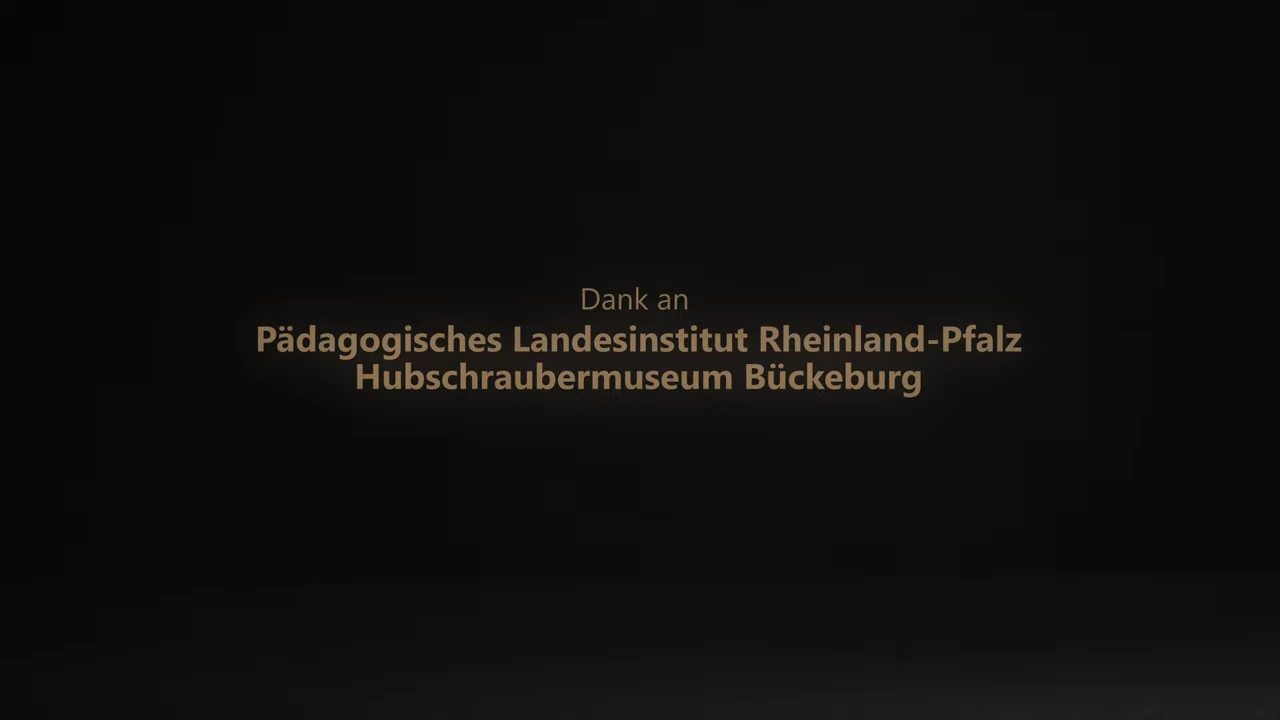 Dank an
Pädagogisches Landesinstitut Rheinland-Pfalz
Hubschraubermuseum Bückeburg